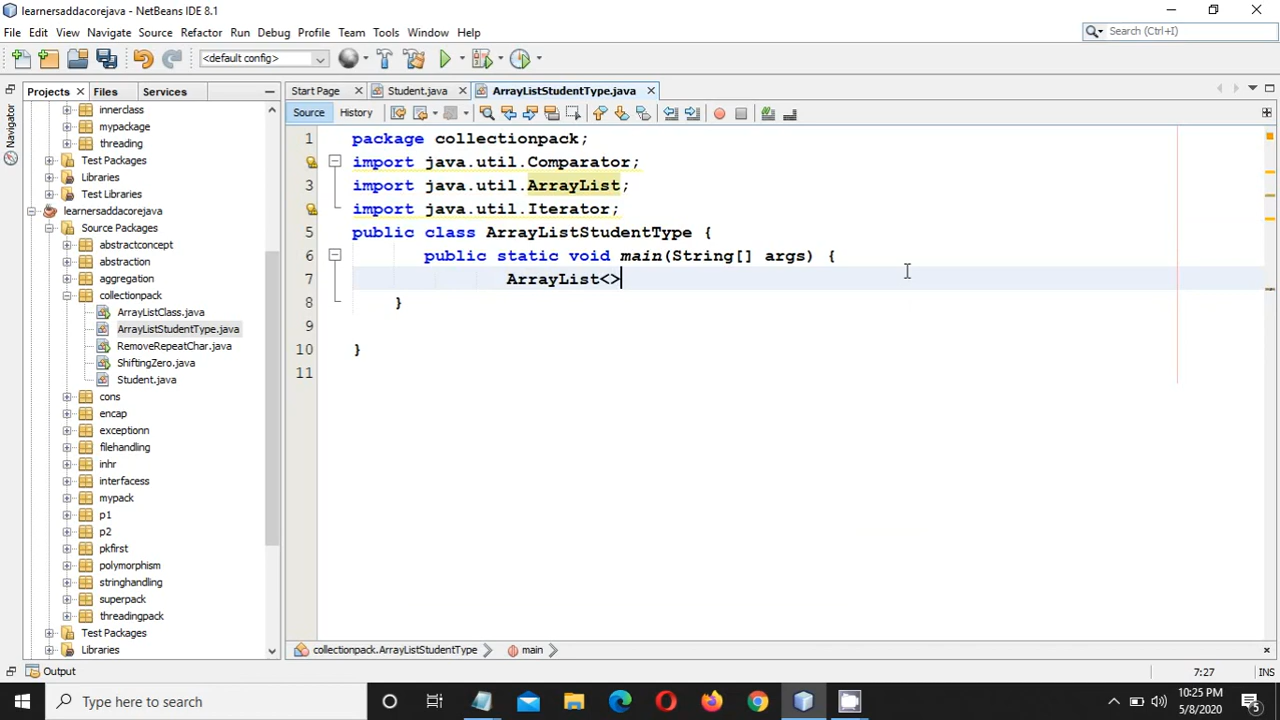 learnersaddacorejava - NetBeans IDE 8.1
File Edit View Navigate Source Refactor Run Debug Profile Team Tools Window Help
Search (Ctrl+I)
<default config>
Projects Files Services
Start Page Student.java ArrayListStudentType.java
Navigator
Source History
innerclass
mypackage
threading
Test Packages
Libraries
Test Libraries
learnersaddacorejava
Source Packages
abstractconcept
abstraction
aggregation
collectionpack
ArrayListClass.java
ArrayListStudentType.java
RemoveRepeatChar.java
ShiftingZero.java
Student.java
cons
encap
exceptionn
filehandling
inhr
interfacess
mypack
p1
p2
pkfirst
polymorphism
stringhandling
superpack
threadingpack
Test Packages
Libraries
1 package collectionpack;
import java.util.Comparator;
3 import java.util.ArrayList;
import java.util.Iterator;
5 public class ArrayListStudentType {
6 public static void main(String[] args) {
7 ArrayList<>
8 }
9
10 }
11
collectionpack.ArrayListStudentType main
Output
7:27 INS
Type here to search
10:25 PM
5/8/2020
5